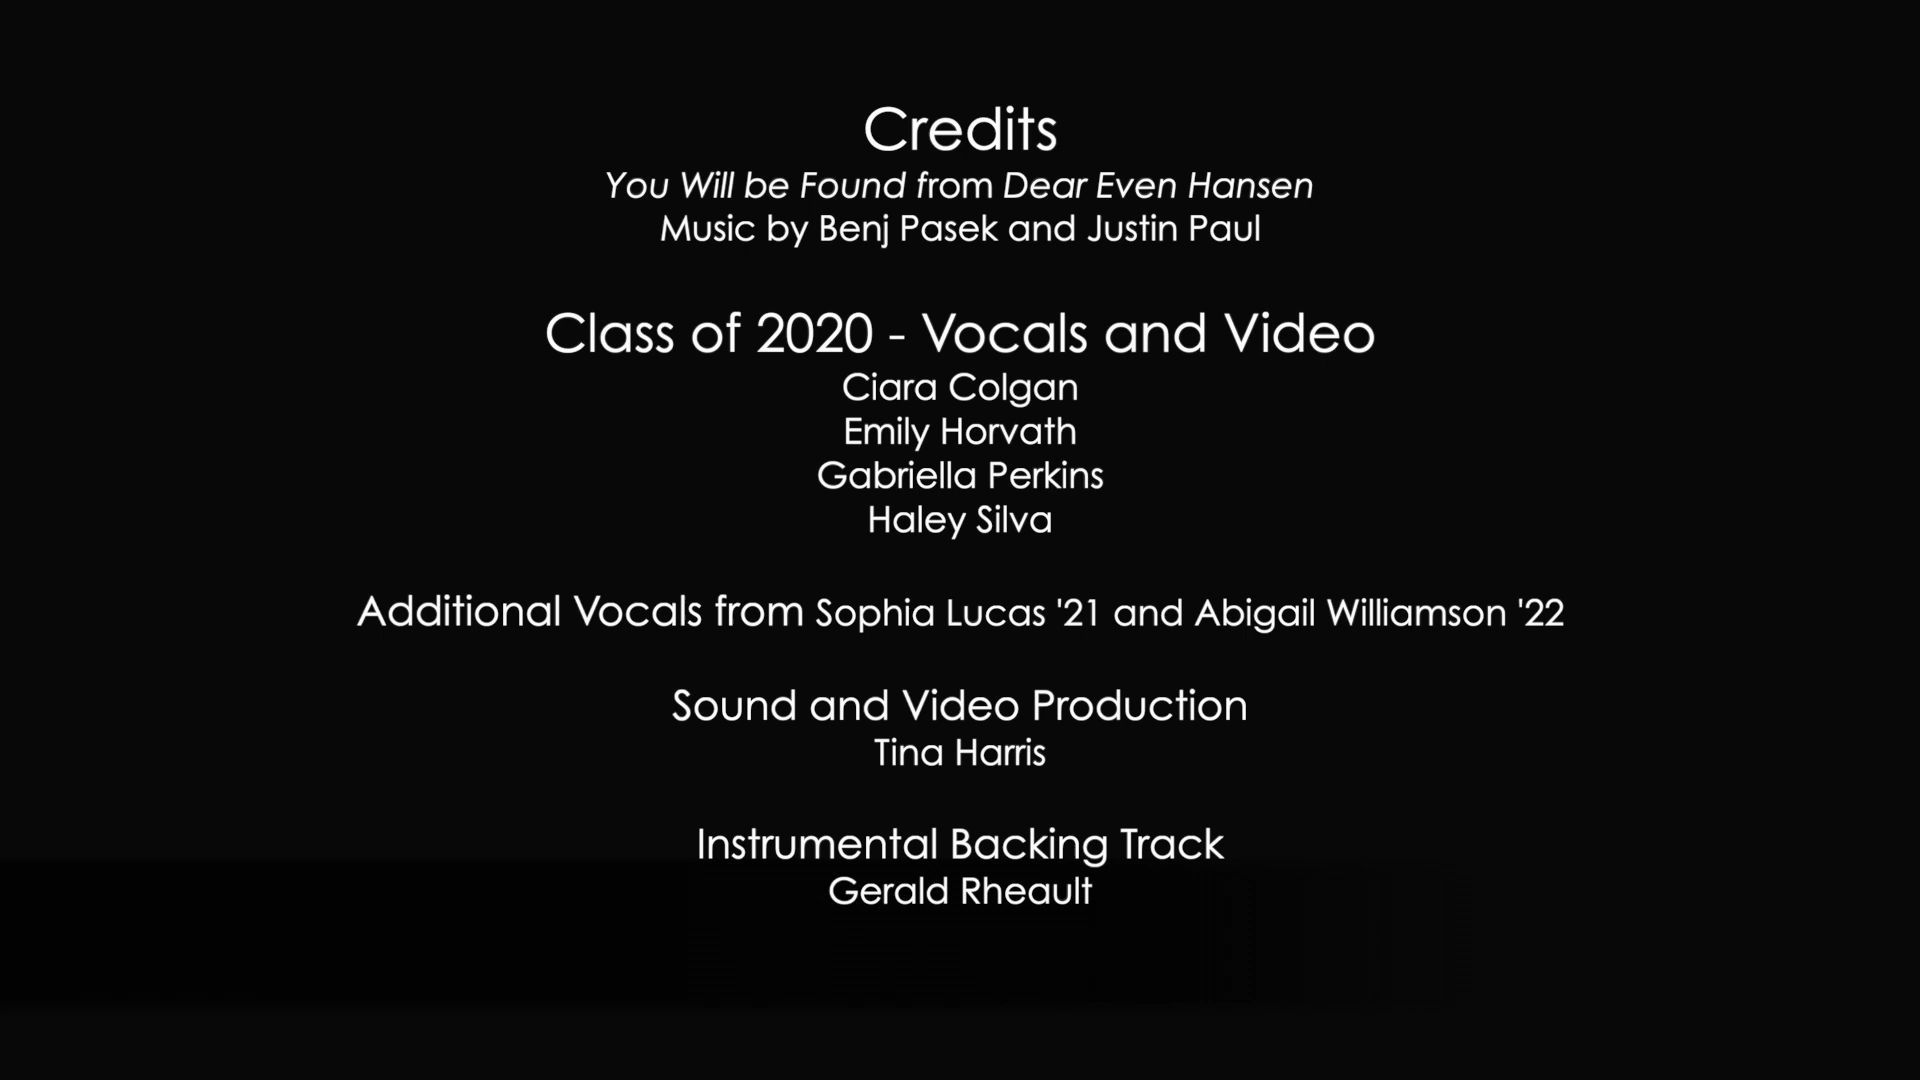 Credits
You Will be Found from Dear Even Hansen
Music by Benj Pasek and Justin Paul
Class of 2020 - Vocals and Video
Ciara Colgan
Emily Horvath
Gabriella Perkins
Haley Silva
Additional Vocals from Sophia Lucas '21 and Abigail Williamson '22
Sound and Video Production
Tina Harris
Instrumental Backing Track
Gerald Rheault